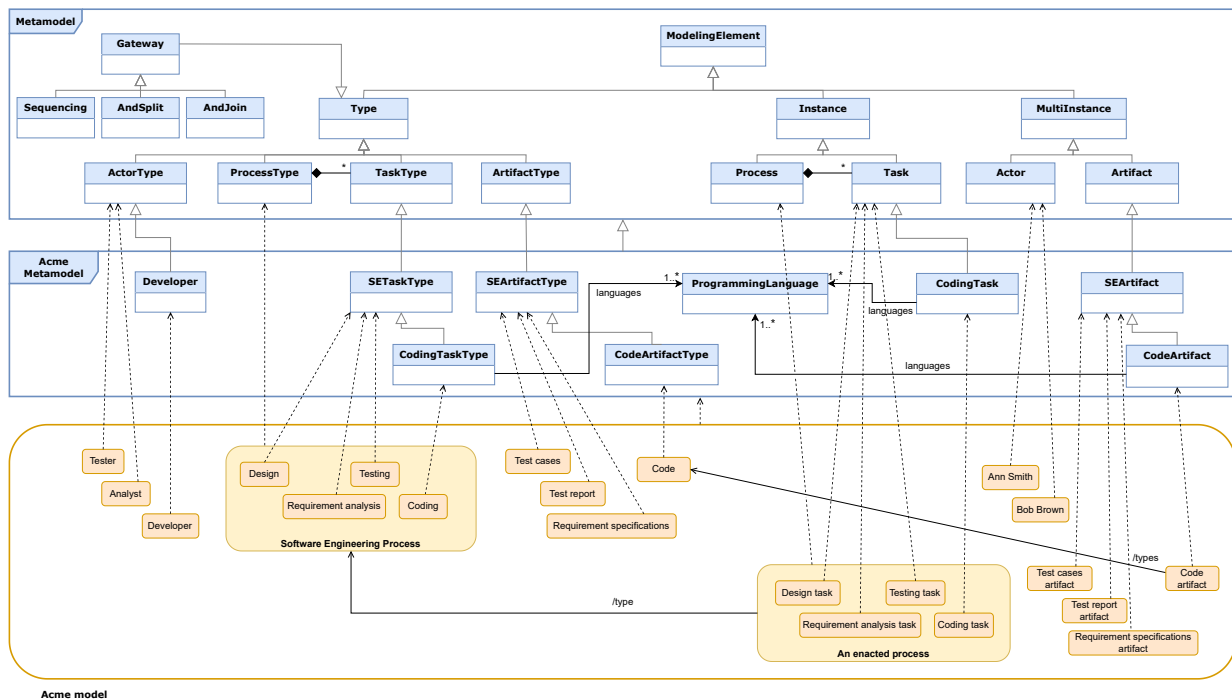 Metamodel
Gateway
ModelingElement
Sequencing
AndSplit
AndJoin
Type
Instance
MultiInstance
ActorType
ProcessType
*
TaskType
ArtifactType
Process
*
Task
Actor
Artifact
Acme
Metamodel
Developer
SETaskType
SEArtifactType
1..*
languages
ProgrammingLanguage
1..*
languages
CodingTask
SEArtifact
1..*
CodingTaskType
CodeArtifactType
languages
CodeArtifact
Tester
Analyst
Developer
Design
Testing
Requirement analysis
Coding
Software Engineering Process
Test cases
Test report
Requirement specifications
Code
Ann Smith
Bob Brown
/types
/type
Design task
Testing task
Requirement analysis task
Coding task
An enacted process
Test cases
artifact
Code
artifact
Test report
artifact
Requirement specifications
artifact
Acme model